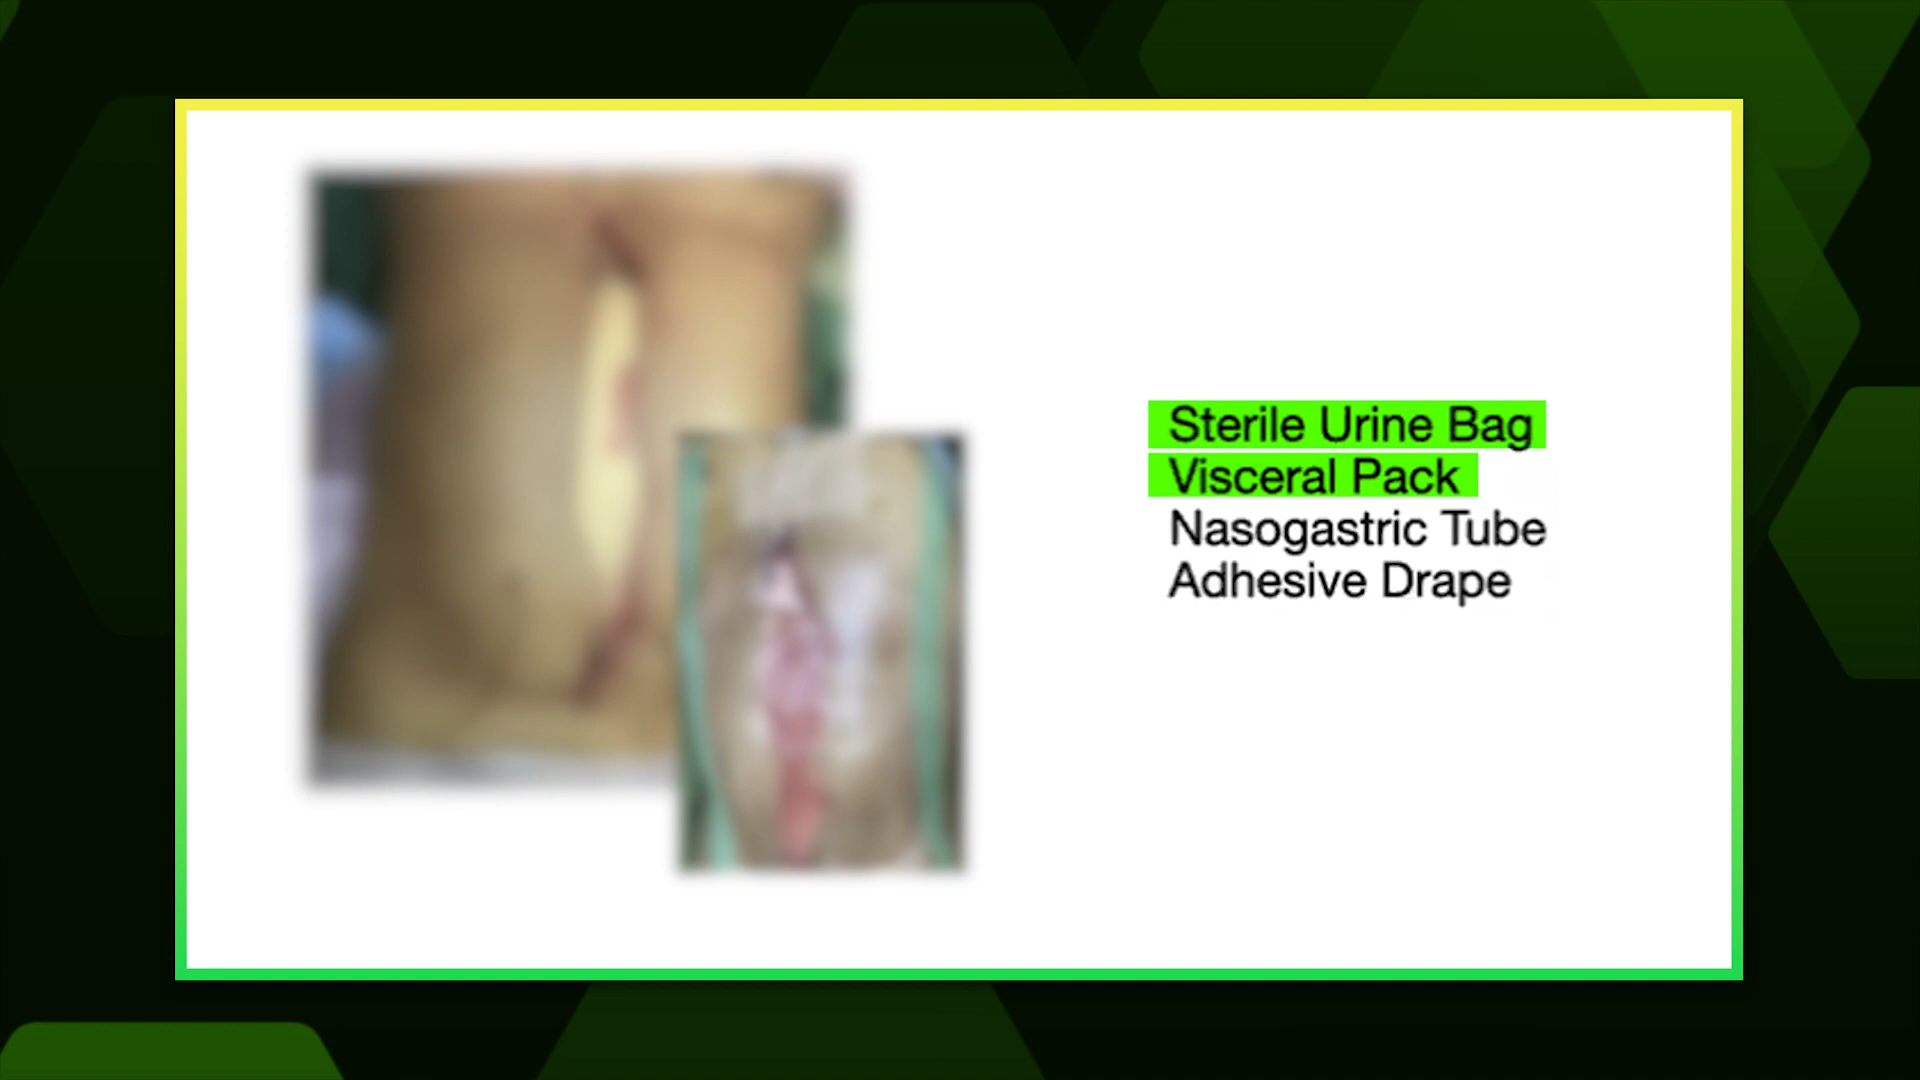 Sterile Urine Bag
Visceral Pack
Nasogastric Tube
Adhesive Drape